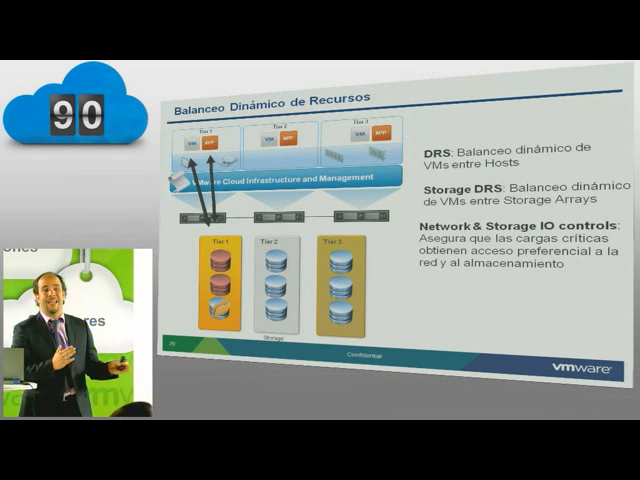 90
Balanceo Dinámico de Recursos
Tier 1
Tier 2
Tier 3
VM APP
VM APP
VM APP
VMware Cloud Infrastructure and Management
Tier 1
Tier 2
Tier 3
Storage
DRS: Balanceo dinámico de
VMs entre Hosts
Storage DRS: Balanceo dinámico
de VMs entre Storage Arrays
Network & Storage IO controls:
Asegura que las cargas críticas
obtienen acceso preferencial a la
red y al almacenamiento
20
Confidential
vmware